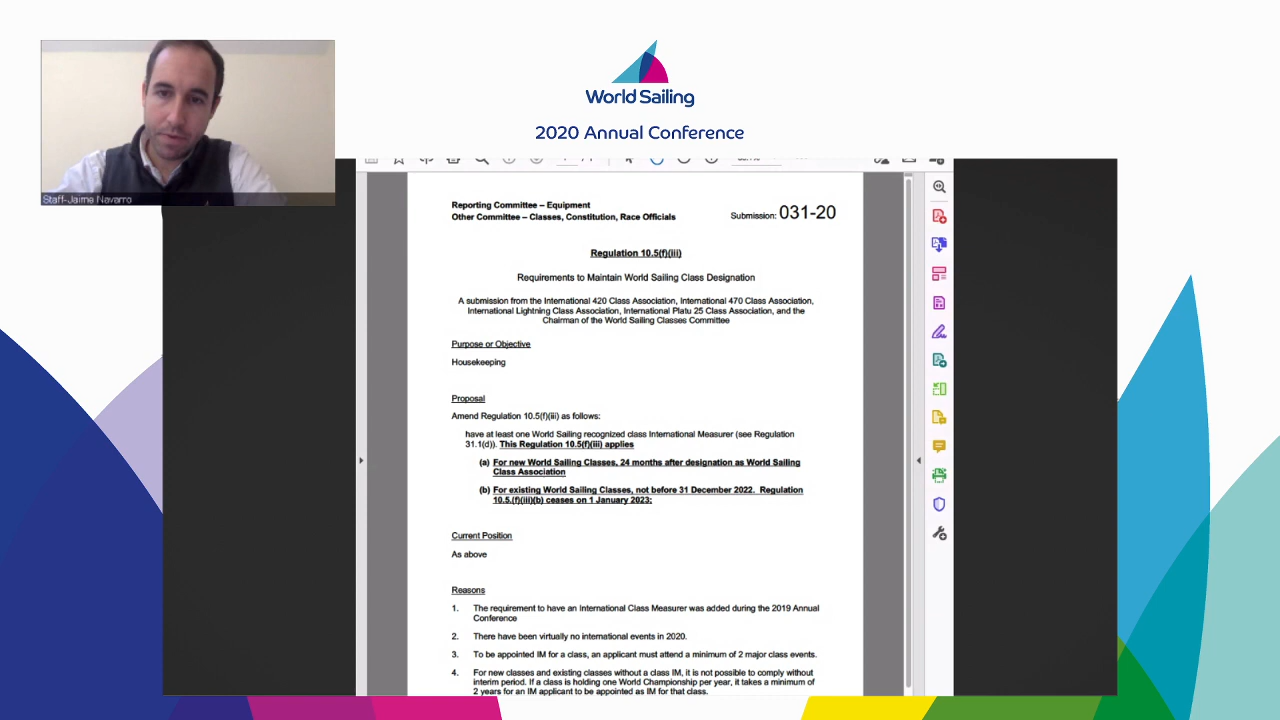 World Sailing
2020 Annual Conference
Staff-Jaime Navarro
Reporting Committee – Equipment
Other Committee – Classes, Constitution, Race Officials
Submission: 031-20
Regulation 10.5(f)(iii)
Requirements to Maintain World Sailing Class Designation
A submission from the International 420 Class Association, International 470 Class Association,
International Lightning Class Association, International Platu 25 Class Association, and the
Chairman of the World Sailing Classes Committee
Purpose or Objective
Housekeeping
Proposal
Amend Regulation 10.5(f)(iii) as follows:
have at least one World Sailing recognized class International Measurer (see Regulation
31.1(d)). This Regulation 10.5(f)(iii) applies
(a) For new World Sailing Classes, 24 months after designation as World Sailing
Class Association
(b) For existing World Sailing Classes, not before 31 December 2022. Regulation
10.5.(f)(iii)(b) ceases on 1 January 2023;
Current Position
As above
Reasons
1. The requirement to have an International Class Measurer was added during the 2019 Annual
Conference
2. There have been virtually no international events in 2020.
3. To be appointed IM for a class, an applicant must attend a minimum of 2 major class events.
4. For new classes and existing classes without a class IM, it is not possible to comply without
interim period. If a class is holding one World Championship per year, it takes a minimum of
2 years for an IM applicant to be appointed as IM for that class.